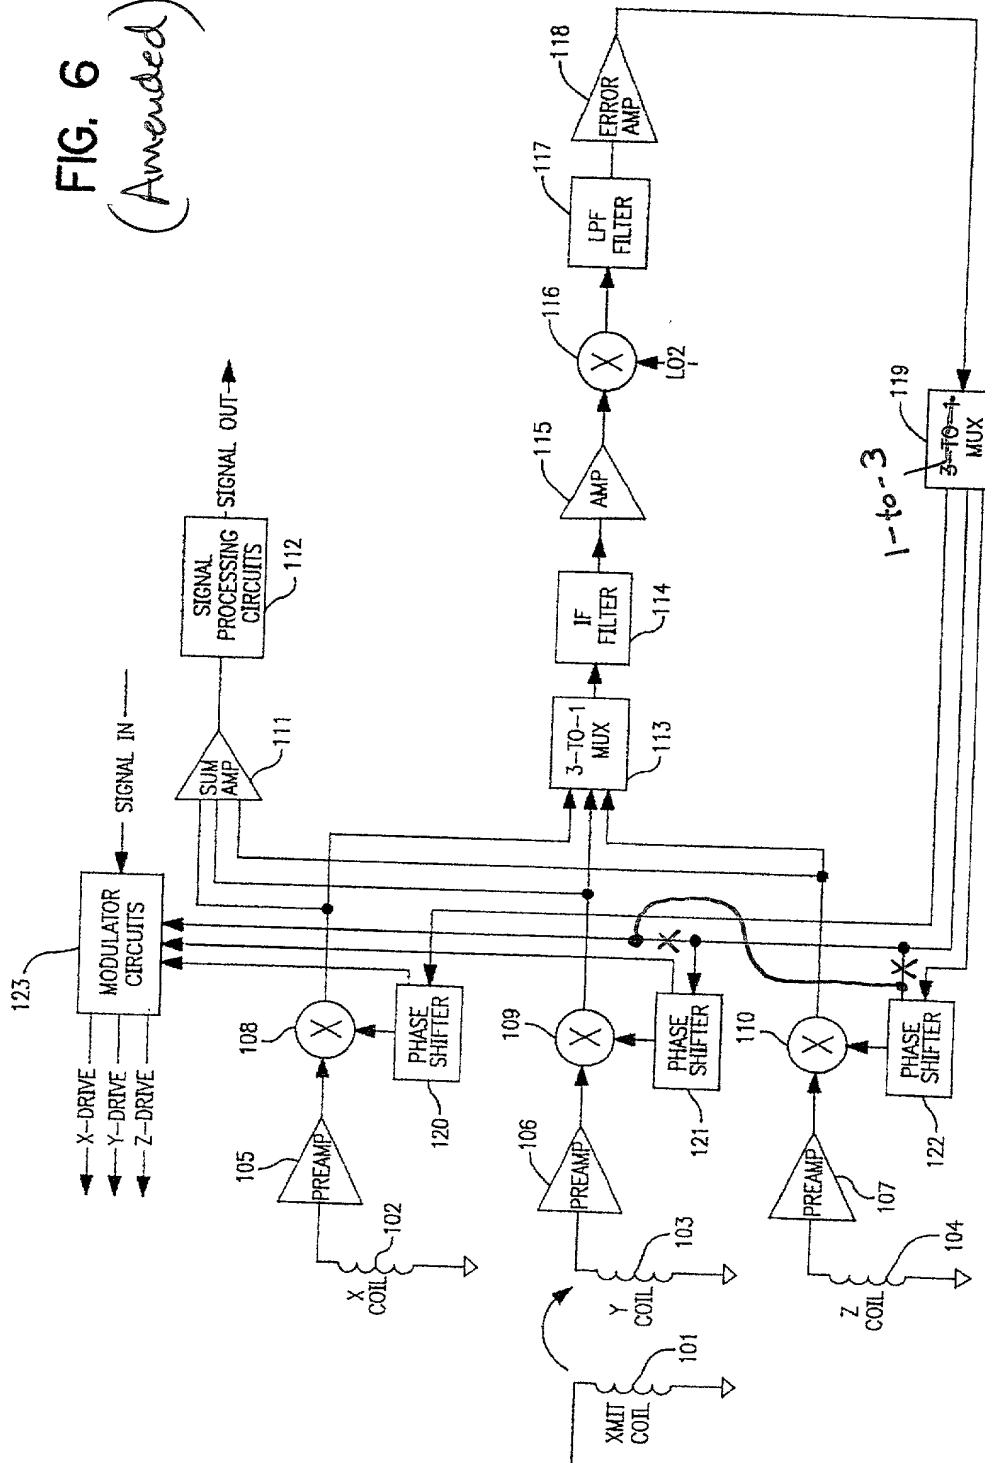 FIG. 6
(Amended)
123
MODULATOR
CIRCUITS
SIGNAL IN
X-DRIVE
Y-DRIVE
Z-DRIVE
SUM
AMP
111
SIGNAL
PROCESSING
CIRCUITS
112
SIGNAL OUT
X
COIL
102
105
PREAMP
108
X
PHASE
SHIFTER
120
XMIT
COIL
101
Y
COIL
103
106
PREAMP
109
X
PHASE
SHIFTER
121
3-TO-1
MUX
113
IF
FILTER
114
AMP
115
X
116
LO2
LPF
FILTER
117
ERROR
AMP
118
Z
COIL
104
PREAMP
107
110
X
PHASE
SHIFTER
122
1-to-3
3-TO-1
MUX
119
X
X